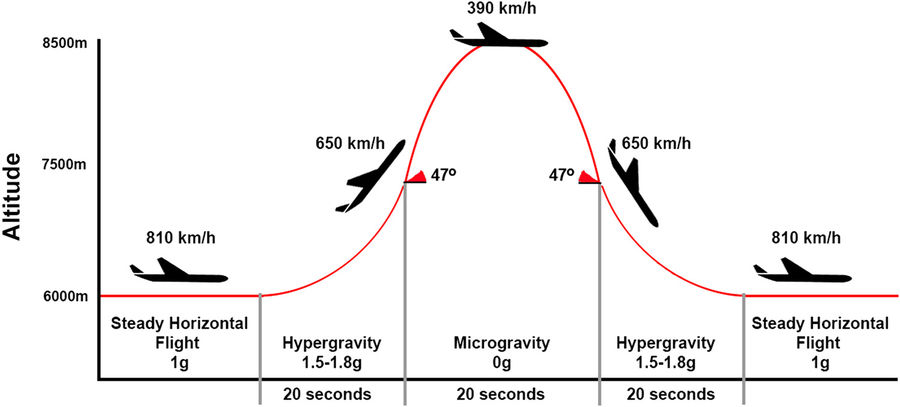 390 km/h
8500m
650 km/h
650 km/h
7500m
47º
47º
Altitude
810 km/h
810 km/h
6000m
Steady Horizontal
Flight
1g
Hypergravity
1.5-1.8g
Microgravity
0g
Hypergravity
1.5-1.8g
Steady Horizontal
Flight
1g
20 seconds
20 seconds
20 seconds